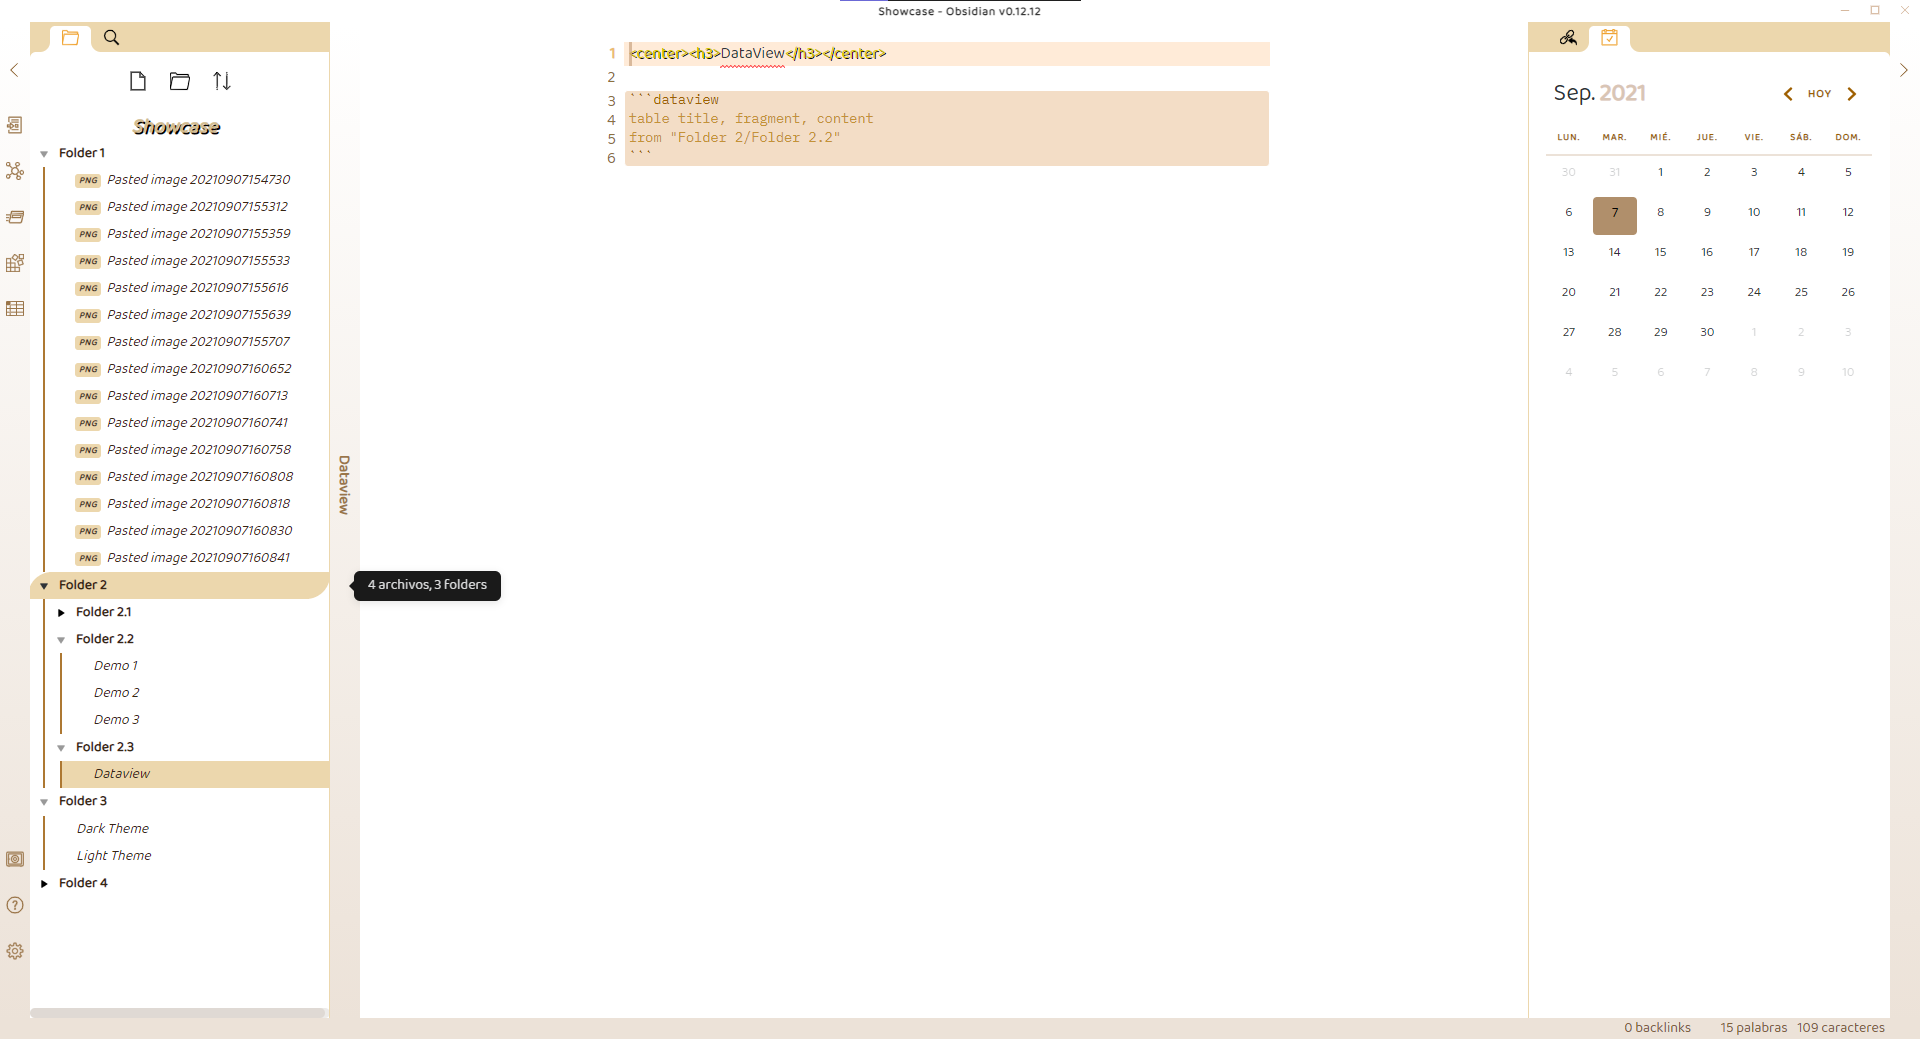 Showcase - Obsidian v0.12.12
Showcase
Folder 1
PNG Pasted image 20210907154730
PNG Pasted image 20210907155312
PNG Pasted image 20210907155359
PNG Pasted image 20210907155533
PNG Pasted image 20210907155616
PNG Pasted image 20210907155639
PNG Pasted image 20210907155707
PNG Pasted image 20210907160652
PNG Pasted image 20210907160713
PNG Pasted image 20210907160741
PNG Pasted image 20210907160758
PNG Pasted image 20210907160808
PNG Pasted image 20210907160818
PNG Pasted image 20210907160830
PNG Pasted image 20210907160841
Folder 2
Folder 2.1
Folder 2.2
Demo 1
Demo 2
Demo 3
Folder 2.3
Dataview
Folder 3
Dark Theme
Light Theme
Folder 4
Dataview
4 archivos, 3 folders
1 <center><h3>DataView</h3></center>
2
3 ```dataview
4 table title, fragment, content
5 from "Folder 2/Folder 2.2"
6 ```
Sep. 2021 HOY
LUN. MAR. MIÉ. JUE. VIE. SÁB. DOM.
30 31 1 2 3 4 5
6 7 8 9 10 11 12
13 14 15 16 17 18 19
20 21 22 23 24 25 26
27 28 29 30 1 2 3
4 5 6 7 8 9 10
0 backlinks 15 palabras 109 caracteres